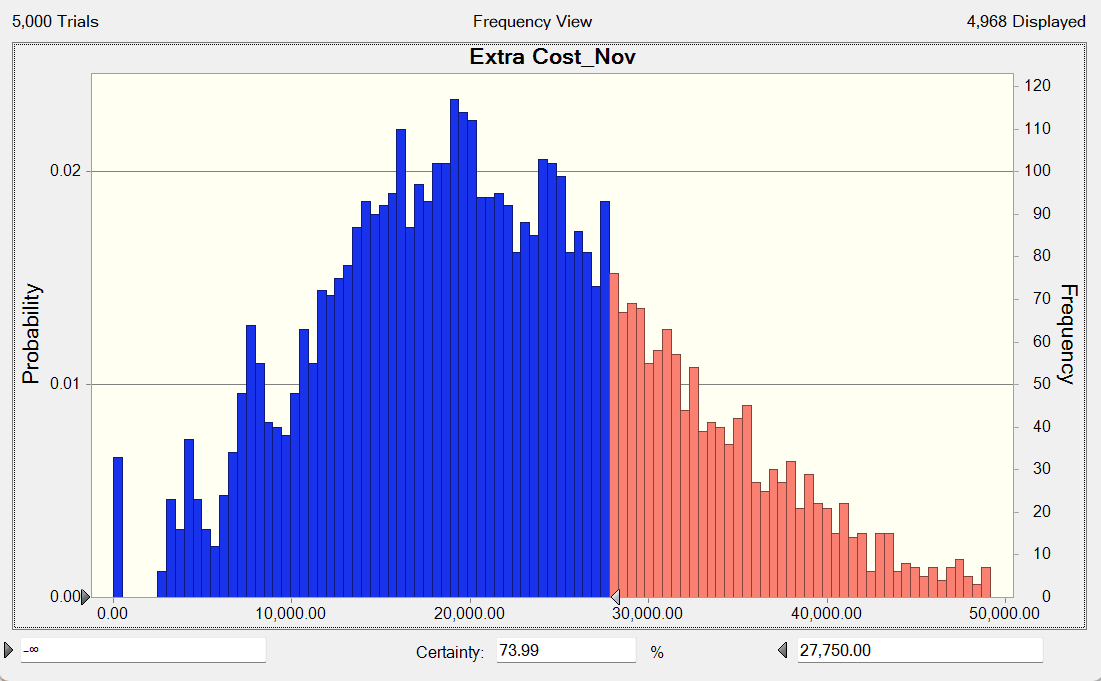 5,000 Trials Frequency View 4,968 Displayed
Extra Cost_Nov
120
110
0.02 100
90
80
70
60
0.01 50
40
30
20
10
0.00 0
Probability
Frequency
0.00 10,000.00 20,000.00 30,000.00 40,000.00 50,000.00
-∞ Certainty: 73.99 % 27,750.00